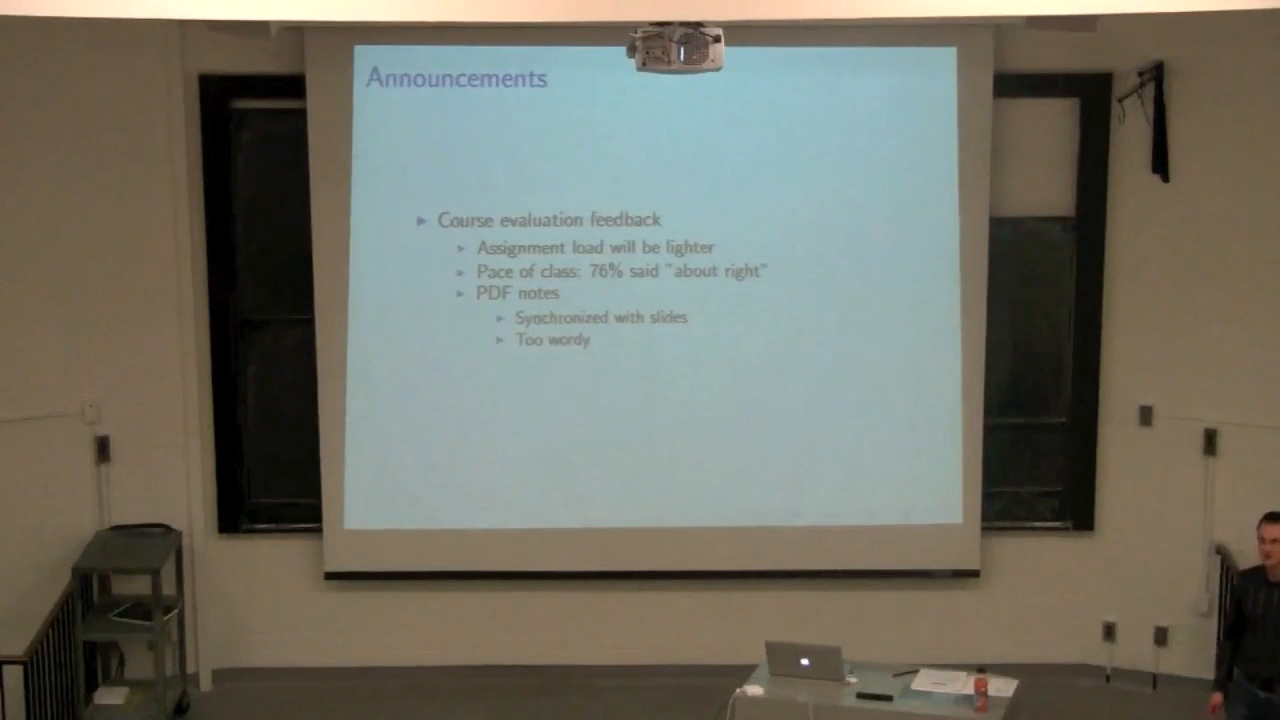 Announcements
Course evaluation feedback
Assignment load will be lighter
Pace of class: 76% said "about right"
PDF notes
Synchronized with slides
Too wordy